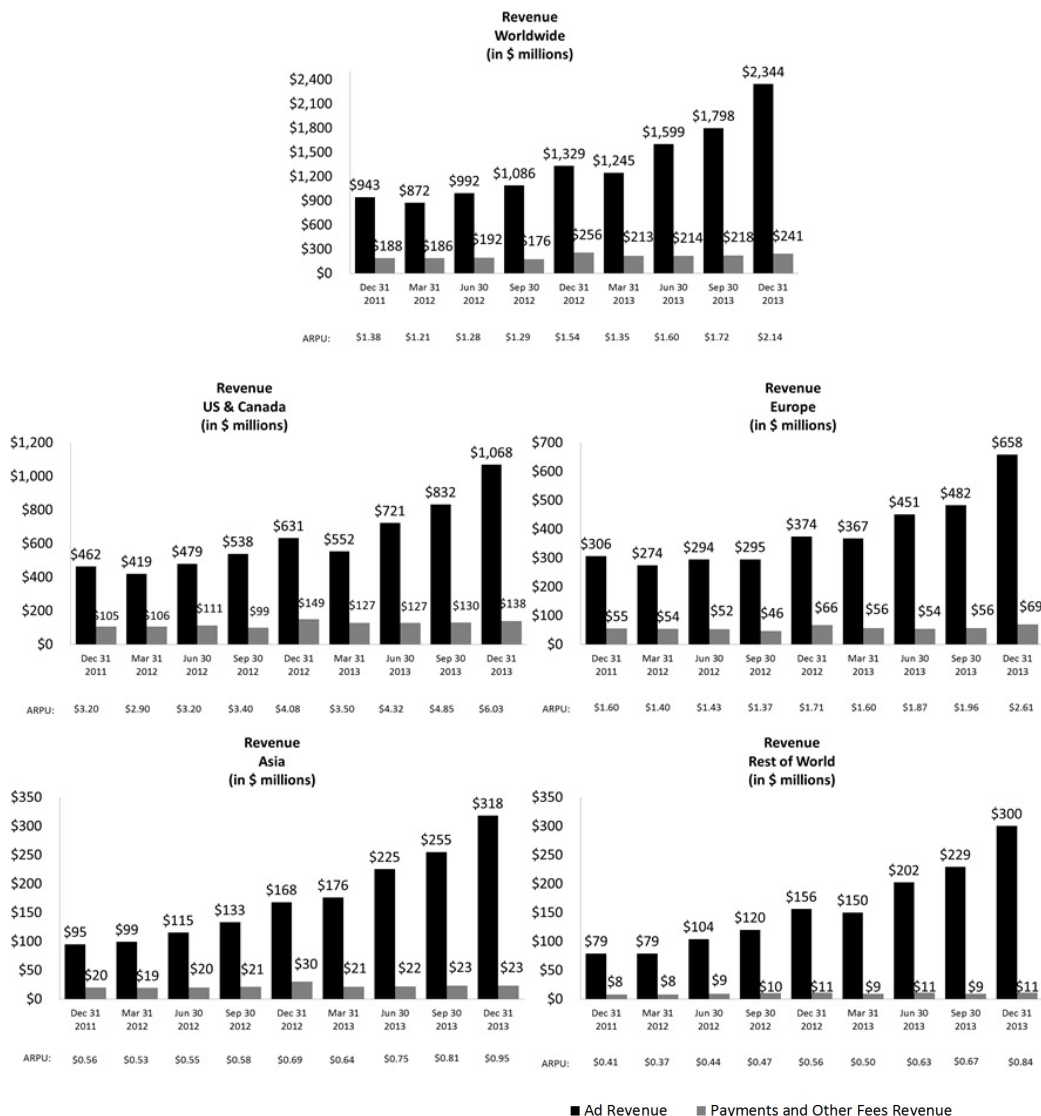 Revenue
Worldwide
(in $ millions)
$2,400
$2,100
$1,800
$1,500
$1,200
$900
$600
$300
$0
$943 $872 $992 $1,086 $1,329 $1,245 $1,599 $1,798 $2,344
$188 $186 $192 $176 $256 $213 $214 $218 $241
Dec 31 Mar 31 Jun 30 Sep 30 Dec 31 Mar 31 Jun 30 Sep 30 Dec 31
2011 2012 2012 2012 2012 2013 2013 2013 2013
ARPU: $1.38 $1.21 $1.28 $1.29 $1.54 $1.35 $1.60 $1.72 $2.14
Revenue
US & Canada
(in $ millions)
$1,200
$1,000
$800
$600
$400
$200
$0
$462 $419 $479 $538 $631 $552 $721 $832 $1,068
$105 $106 $111 $99 $149 $127 $127 $130 $138
Dec 31 Mar 31 Jun 30 Sep 30 Dec 31 Mar 31 Jun 30 Sep 30 Dec 31
2011 2012 2012 2012 2012 2013 2013 2013 2013
ARPU: $3.20 $2.90 $3.20 $3.40 $4.08 $3.50 $4.32 $4.85 $6.03
Revenue
Europe
(in $ millions)
$700
$600
$500
$400
$300
$200
$100
$0
$306 $274 $294 $295 $374 $367 $451 $482 $658
$55 $54 $52 $46 $66 $56 $54 $56 $69
Dec 31 Mar 31 Jun 30 Sep 30 Dec 31 Mar 31 Jun 30 Sep 30 Dec 31
2011 2012 2012 2012 2012 2013 2013 2013 2013
ARPU: $1.60 $1.40 $1.43 $1.37 $1.71 $1.60 $1.87 $1.96 $2.61
Revenue
Asia
(in $ millions)
$350
$300
$250
$200
$150
$100
$50
$0
$95 $99 $115 $133 $168 $176 $225 $255 $318
$20 $19 $20 $21 $30 $21 $22 $23 $23
Dec 31 Mar 31 Jun 30 Sep 30 Dec 31 Mar 31 Jun 30 Sep 30 Dec 31
2011 2012 2012 2012 2012 2013 2013 2013 2013
ARPU: $0.56 $0.53 $0.55 $0.58 $0.69 $0.64 $0.75 $0.81 $0.95
Revenue
Rest of World
(in $ millions)
$350
$300
$250
$200
$150
$100
$50
$0
$79 $79 $104 $120 $156 $150 $202 $229 $300
$8 $8 $9 $10 $11 $9 $11 $9 $11
Dec 31 Mar 31 Jun 30 Sep 30 Dec 31 Mar 31 Jun 30 Sep 30 Dec 31
2011 2012 2012 2012 2012 2013 2013 2013 2013
ARPU: $0.41 $0.37 $0.44 $0.47 $0.56 $0.50 $0.63 $0.67 $0.84
Ad Revenue Payments and Other Fees Revenue